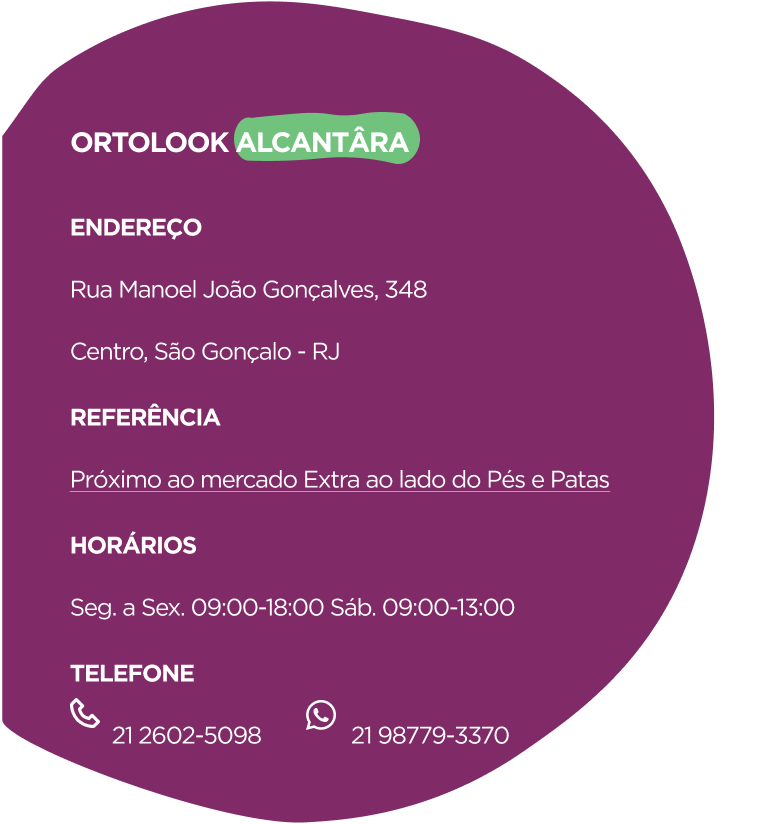 ORTOLOOK ALCANTÂRA
ENDEREÇO
Rua Manoel João Gonçalves, 348
Centro, São Gonçalo - RJ
REFERÊNCIA
Próximo ao mercado Extra ao lado do Pés e Patas
HORÁRIOS
Seg. a Sex. 09:00-18:00 Sáb. 09:00-13:00
TELEFONE
21 2602-5098 21 98779-3370